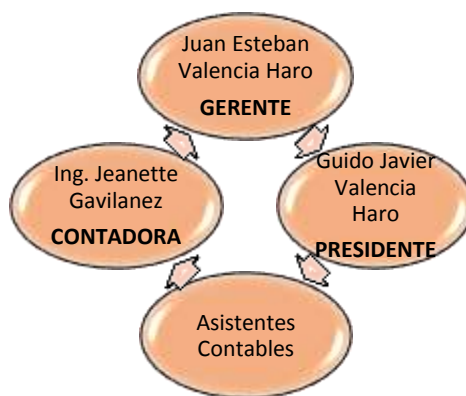 Juan Esteban
Valencia Haro
GERENTE
Ing. Jeanette
Gavilanez
CONTADORA
Guido Javier
Valencia
Haro
PRESIDENTE
Asistentes
Contables